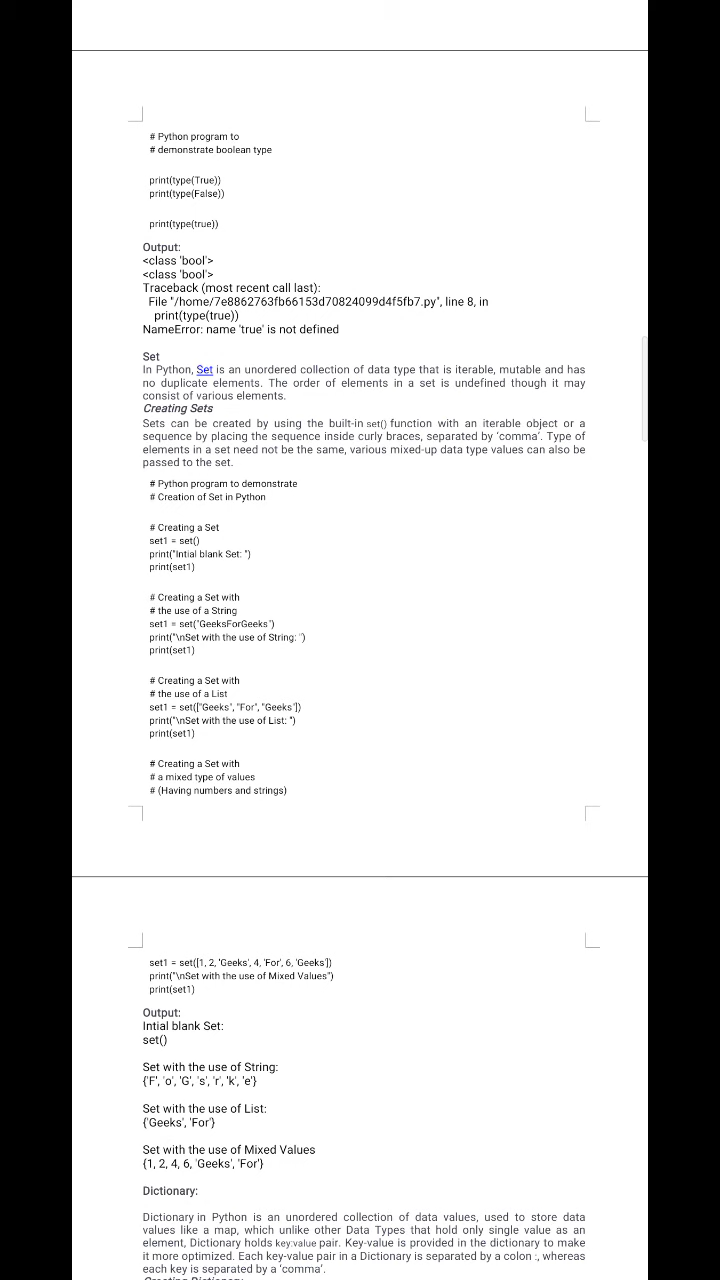 # Python program to
# demonstrate boolean type
print(type(True))
print(type(False))
print(type(true))
Output:
<class 'bool'>
<class 'bool'>
Traceback (most recent call last):
File "/home/7e8862763fb66153d70824099d4f5fb7.py", line 8, in
print(type(true))
NameError: name 'true' is not defined
Set
In Python, Set is an unordered collection of data type that is iterable, mutable and has
no duplicate elements. The order of elements in a set is undefined though it may
consist of various elements.
Creating Sets
Sets can be created by using the built-in set() function with an iterable object or a
sequence by placing the sequence inside curly braces, separated by ‘comma’. Type of
elements in a set need not be the same, various mixed-up data type values can also be
passed to the set.
# Python program to demonstrate
# Creation of Set in Python
# Creating a Set
set1 = set()
print("Intial blank Set: ")
print(set1)
# Creating a Set with
# the use of a String
set1 = set("GeeksForGeeks")
print("\nSet with the use of String: ")
print(set1)
# Creating a Set with
# the use of a List
set1 = set(["Geeks", "For", "Geeks"])
print("\nSet with the use of List: ")
print(set1)
# Creating a Set with
# a mixed type of values
# (Having numbers and strings)
set1 = set([1, 2, 'Geeks', 4, 'For', 6, 'Geeks'])
print("\nSet with the use of Mixed Values")
print(set1)
Output:
Intial blank Set:
set()
Set with the use of String:
{'F', 'o', 'G', 's', 'r', 'k', 'e'}
Set with the use of List:
{'Geeks', 'For'}
Set with the use of Mixed Values
{1, 2, 4, 6, 'Geeks', 'For'}
Dictionary:
Dictionary in Python is an unordered collection of data values, used to store data
values like a map, which unlike other Data Types that hold only single value as an
element, Dictionary holds key:value pair. Key-value is provided in the dictionary to make
it more optimized. Each key-value pair in a Dictionary is separated by a colon :, whereas
each key is separated by a ‘comma’.
Creating Dictionary